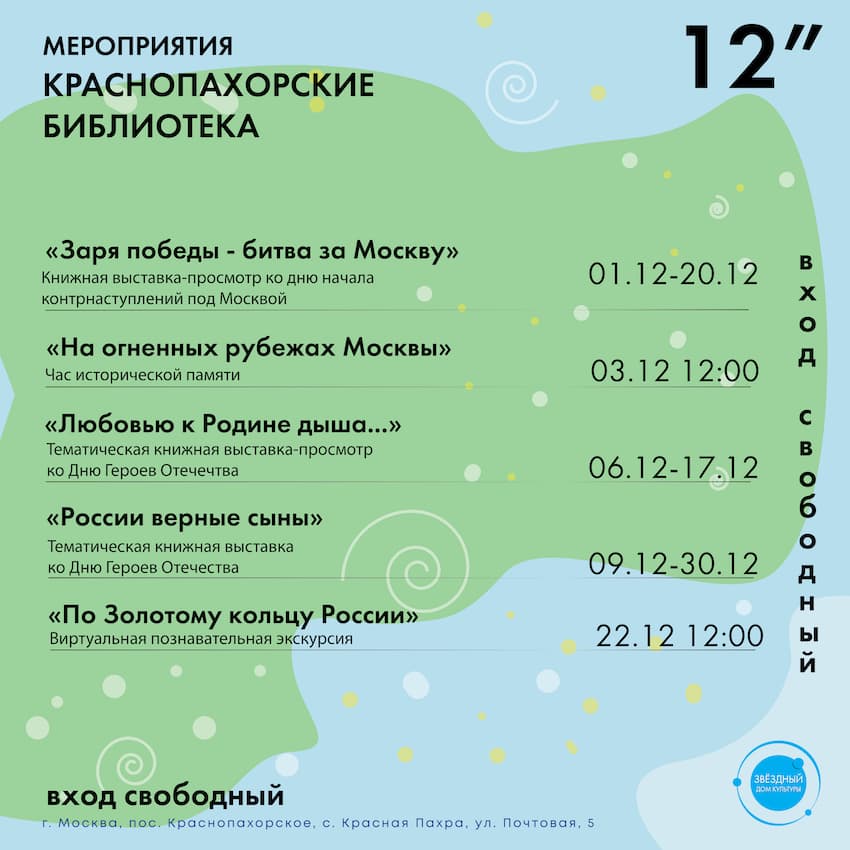 МЕРОПРИЯТИЯ
КРАСНОПАХОРСКИЕ
БИБЛИОТЕКА
12”
«Заря победы - битва за Москву»
Книжная выставка-просмотр ко дню начала
контрнаступлений под Москвой
01.12-20.12
«На огненных рубежах Москвы»
Час исторической памяти
03.12 12:00
«Любовью к Родине дыша...»
Тематическая книжная выставка-просмотр
ко Дню Героев Отечечтва
06.12-17.12
«России верные сыны»
Тематическая книжная выставка
ко Дню Героев Отечества
09.12-30.12
«По Золотому кольцу России»
Виртуальная познавательная экскурсия
22.12 12:00
вход свободный
вход свободный
г. Москва, пос. Краснопахорское, с. Красная Пахра, ул. Почтовая, 5
ЗВЁЗДНЫЙ
ДОМ КУЛЬТУРЫ